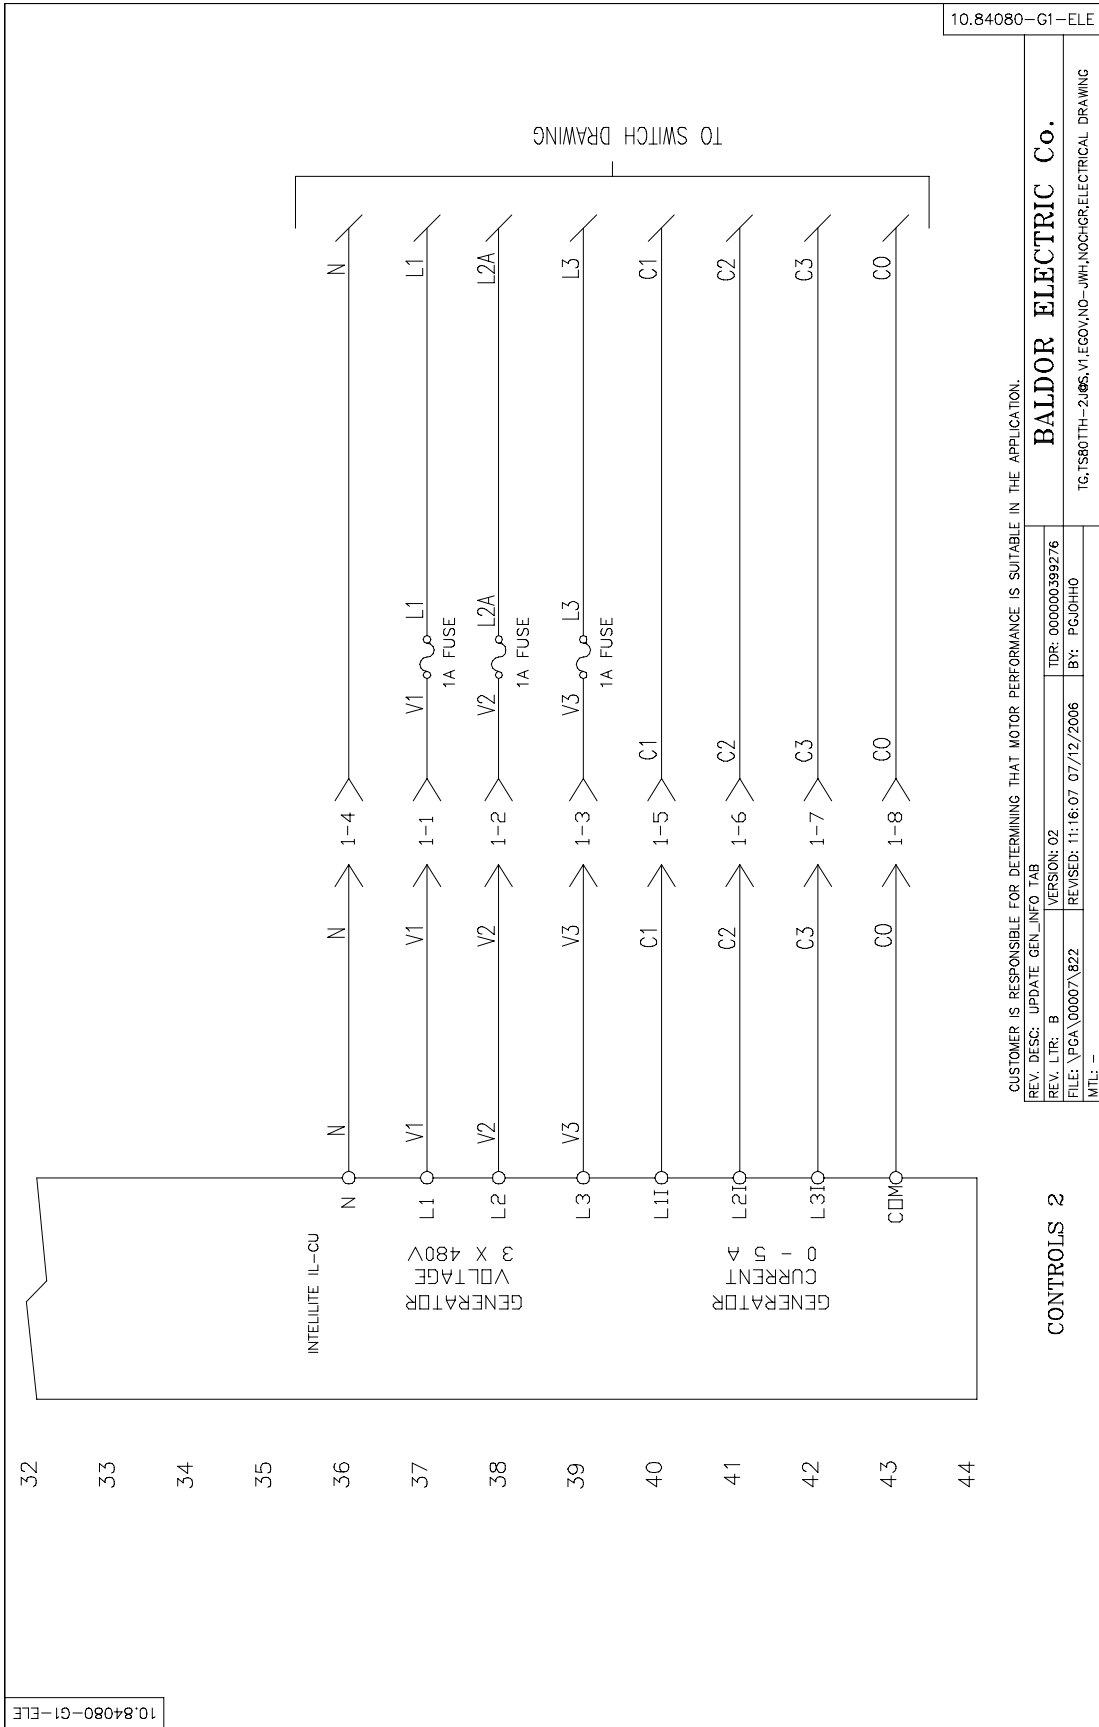 10.84080-G1-ELE
32
33
34
35
36
37
38
39
40
41
42
43
44
INTELILITE IL-CU
GENERATOR
VOLTAGE
3 X 480V
GENERATOR
CURRENT
0 - 5 A
N N N 1-4 N
L1 V1 V1 1-1 V1 L1 L1
1A FUSE
L2 V2 V2 1-2 V2 L2A L2A
1A FUSE
L3 V3 V3 1-3 V3 L3 L3
1A FUSE
L1I C1 1-5 C1 C1
L2I C2 1-6 C2 C2
L3I C3 1-7 C3 C3
COM C0 1-8 C0 C0
TO SWITCH DRAWING
CONTROLS 2
CUSTOMER IS RESPONSIBLE FOR DETERMINING THAT MOTOR PERFORMANCE IS SUITABLE IN THE APPLICATION.
REV. DESC: UPDATE GEN_INFO TAB
REV. LTR: B
VERSION: 02
TDR: 000000399276
FILE: \PGA\00007\822
REVISED: 11:16:07 07/12/2006
BY: PGJOHHO
MTL: -
BALDOR ELECTRIC Co.
V1,EGOV,NO-JWH,NOCHGR,ELECTRICAL DRAWING
10.84080-G1-ELE